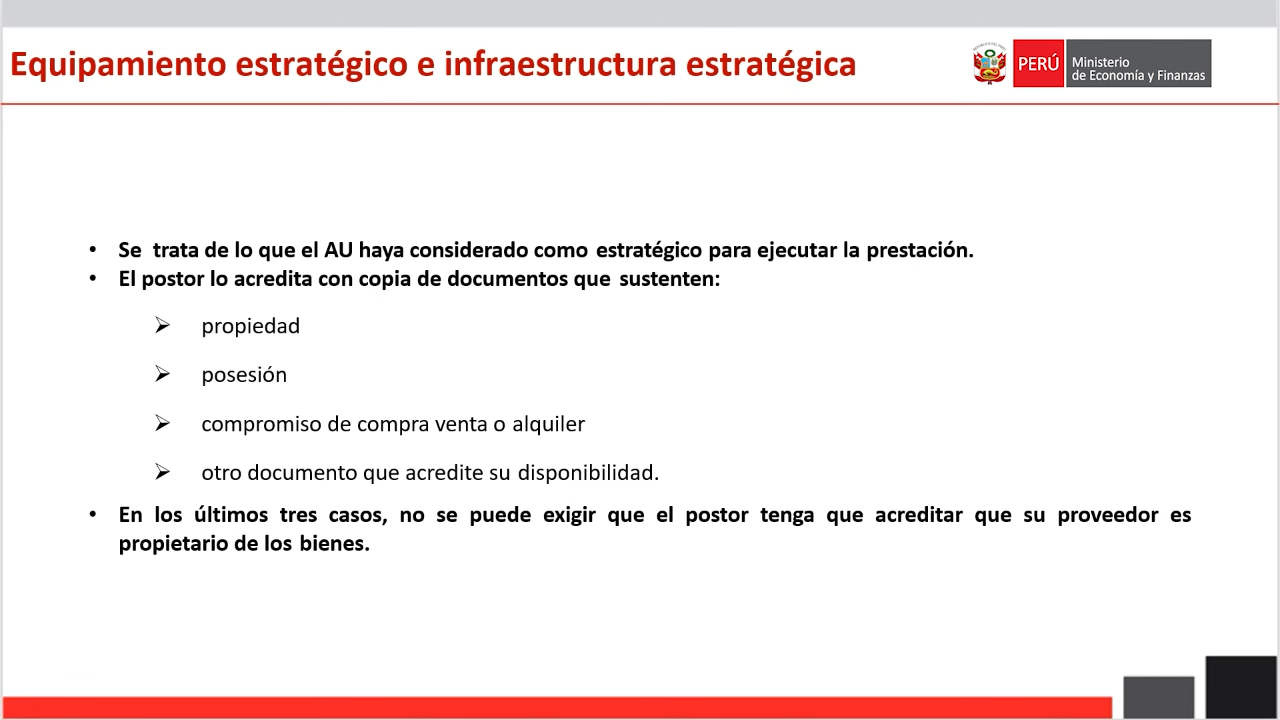 Equipamiento estratégico e infraestructura estratégica
PERÚ
Ministerio
de Economía y Finanzas
• Se trata de lo que el AU haya considerado como estratégico para ejecutar la prestación.
• El postor lo acredita con copia de documentos que sustenten:
➢ propiedad
➢ posesión
➢ compromiso de compra venta o alquiler
➢ otro documento que acredite su disponibilidad.
• En los últimos tres casos, no se puede exigir que el postor tenga que acreditar que su proveedor es
propietario de los bienes.